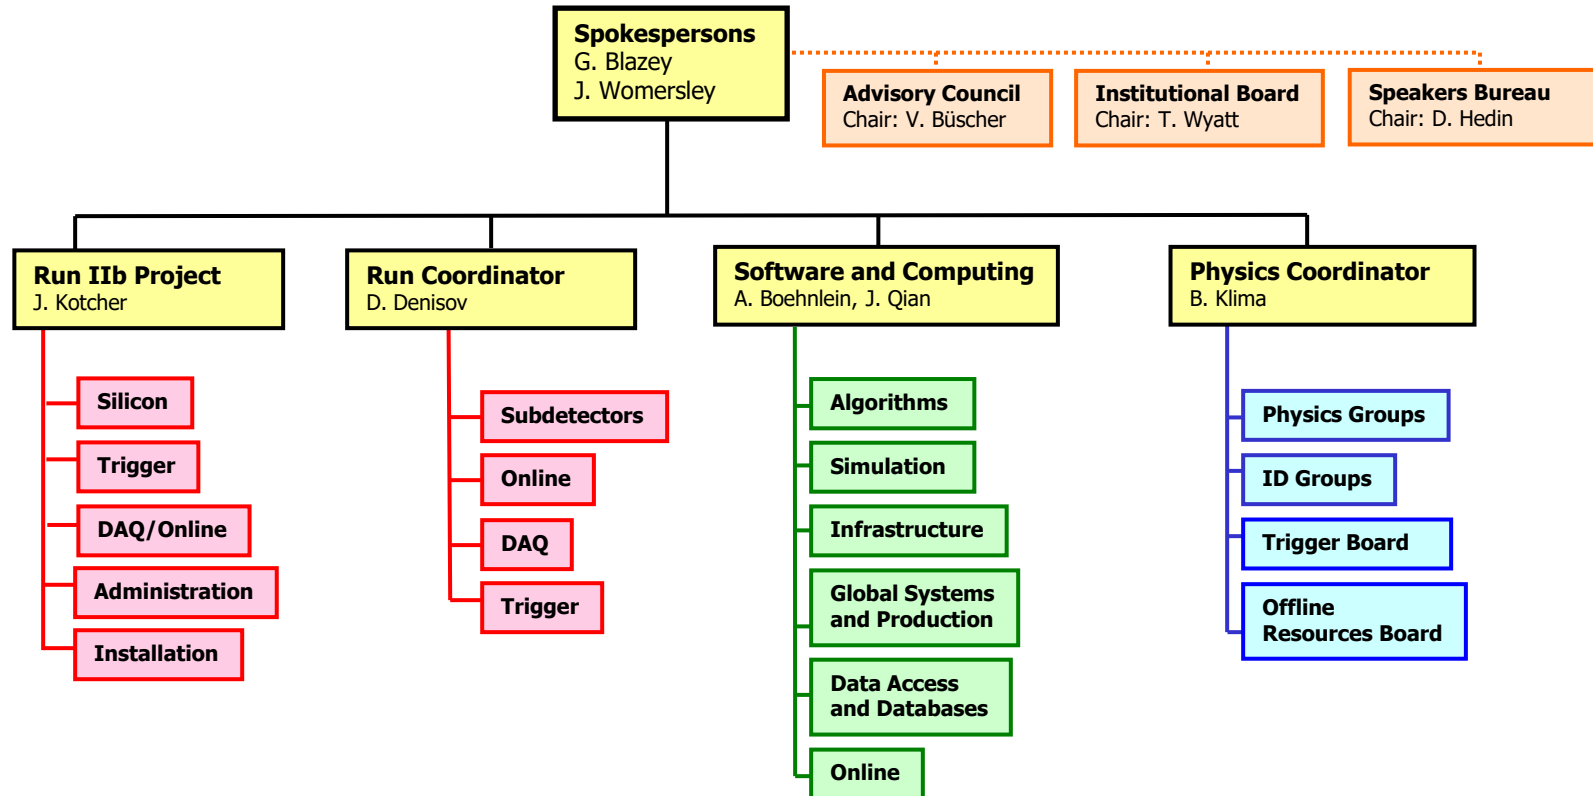 Spokespersons
G. Blazey
J. Womersley
Advisory Council
Chair: V. Büscher
Institutional Board
Chair: T. Wyatt
Speakers Bureau
Chair: D. Hedin
Run IIb Project
J. Kotcher
Run Coordinator
D. Denisov
Software and Computing
A. Boehnlein, J. Qian
Physics Coordinator
B. Klima
Silicon
Trigger
DAQ/Online
Administration
Installation
Subdetectors
Online
DAQ
Trigger
Algorithms
Simulation
Infrastructure
Global Systems
and Production
Data Access
and Databases
Online
Physics Groups
ID Groups
Trigger Board
Offline
Resources Board